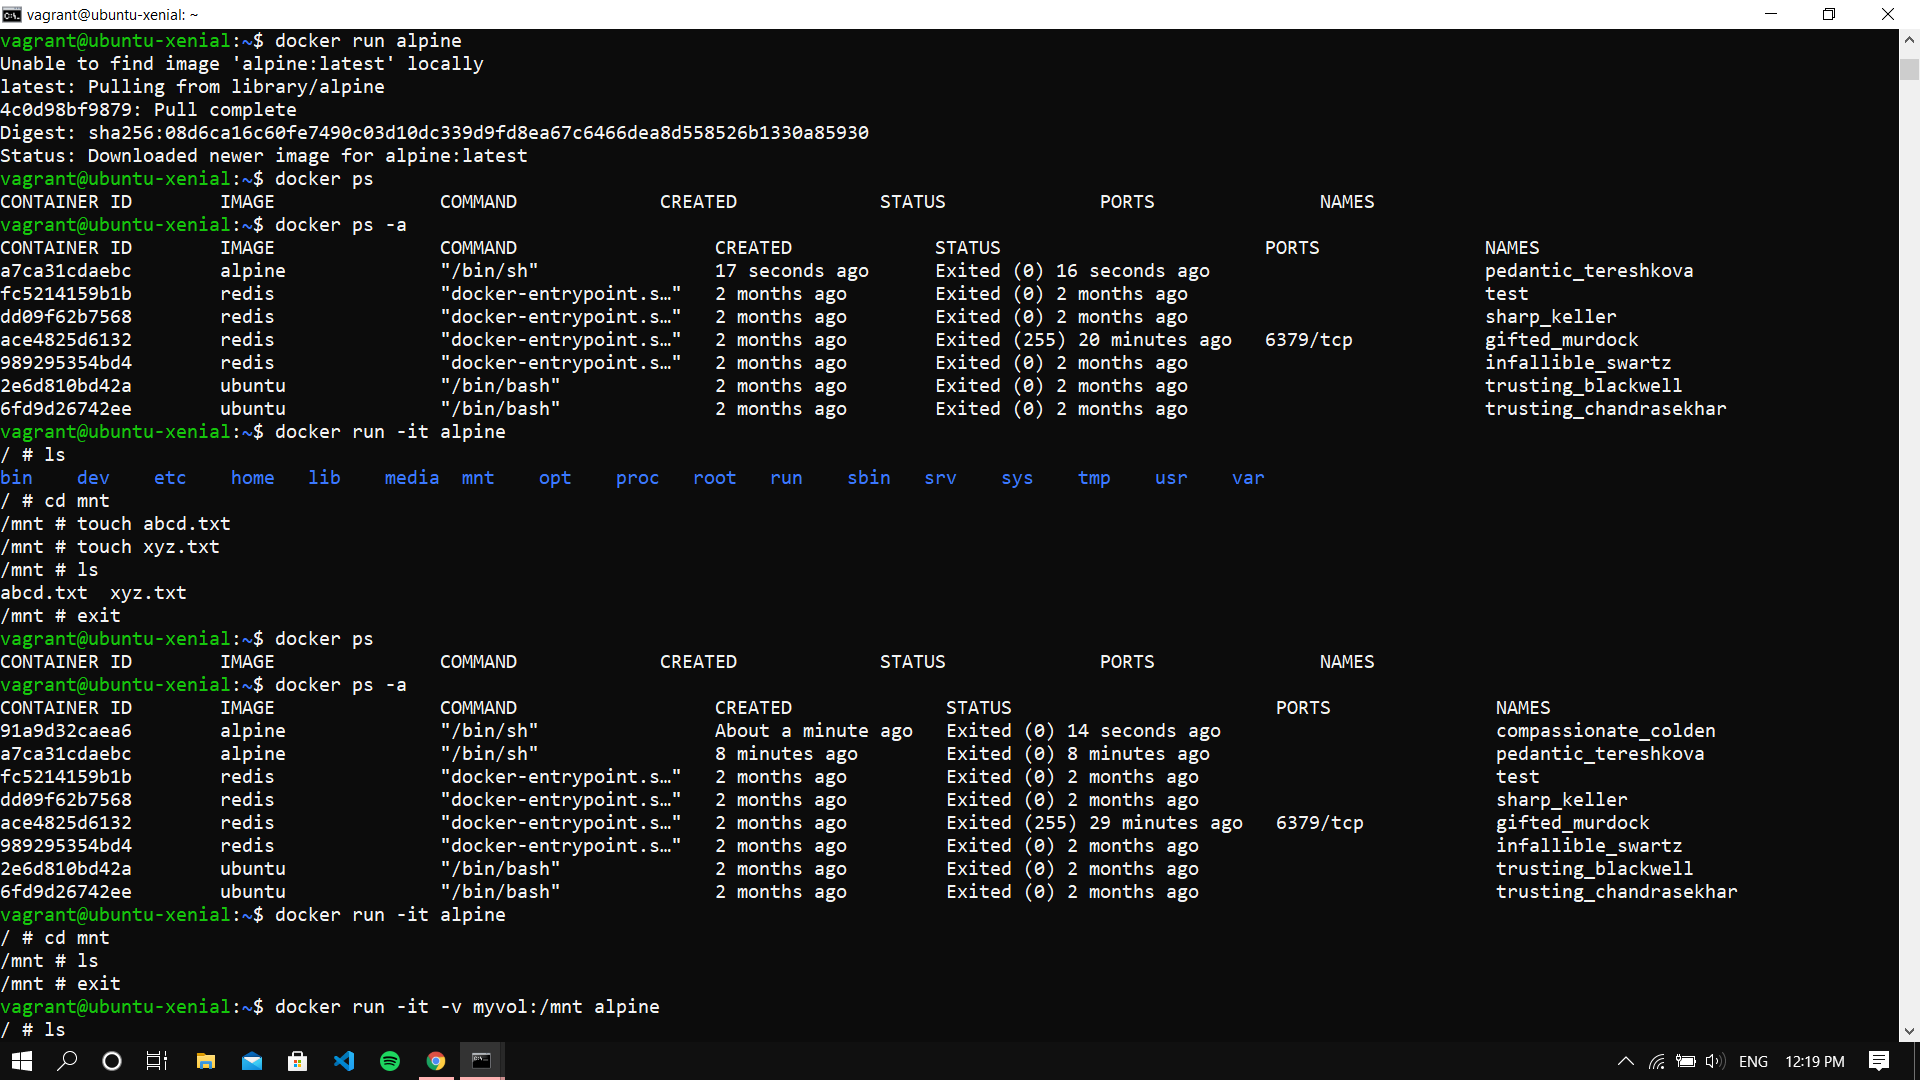 vagrant@ubuntu-xenial: ~
vagrant@ubuntu-xenial:~$ docker run alpine
Unable to find image 'alpine:latest' locally
latest: Pulling from library/alpine
4c0d98bf9879: Pull complete
Digest: sha256:08d6ca16c60fe7490c03d10dc339d9fd8ea67c6466dea8d558526b1330a85930
Status: Downloaded newer image for alpine:latest
vagrant@ubuntu-xenial:~$ docker ps
CONTAINER ID        IMAGE               COMMAND             CREATED             STATUS              PORTS               NAMES
vagrant@ubuntu-xenial:~$ docker ps -a
CONTAINER ID        IMAGE               COMMAND                  CREATED             STATUS                        PORTS               NAMES
a7ca31cdaebc        alpine              "/bin/sh"                17 seconds ago      Exited (0) 16 seconds ago                         pedantic_tereshkova
fc5214159b1b        redis               "docker-entrypoint.s…"   2 months ago        Exited (0) 2 months ago                           test
dd09f62b7568        redis               "docker-entrypoint.s…"   2 months ago        Exited (0) 2 months ago                           sharp_keller
ace4825d6132        redis               "docker-entrypoint.s…"   2 months ago        Exited (255) 20 minutes ago   6379/tcp            gifted_murdock
989295354bd4        redis               "docker-entrypoint.s…"   2 months ago        Exited (0) 2 months ago                           infallible_swartz
2e6d810bd42a        ubuntu              "/bin/bash"              2 months ago        Exited (0) 2 months ago                           trusting_blackwell
6fd9d26742ee        ubuntu              "/bin/bash"              2 months ago        Exited (0) 2 months ago                           trusting_chandrasekhar
vagrant@ubuntu-xenial:~$ docker run -it alpine
/ # ls
bin    dev    etc    home   lib    media  mnt    opt    proc   root   run    sbin   srv    sys    tmp    usr    var
/ # cd mnt
/mnt # touch abcd.txt
/mnt # touch xyz.txt
/mnt # ls
abcd.txt  xyz.txt
/mnt # exit
vagrant@ubuntu-xenial:~$ docker ps
CONTAINER ID        IMAGE               COMMAND             CREATED             STATUS              PORTS               NAMES
vagrant@ubuntu-xenial:~$ docker ps -a
CONTAINER ID        IMAGE               COMMAND                  CREATED              STATUS                        PORTS               NAMES
91a9d32caea6        alpine              "/bin/sh"                About a minute ago   Exited (0) 14 seconds ago                         compassionate_colden
a7ca31cdaebc        alpine              "/bin/sh"                8 minutes ago        Exited (0) 8 minutes ago                          pedantic_tereshkova
fc5214159b1b        redis               "docker-entrypoint.s…"   2 months ago         Exited (0) 2 months ago                           test
dd09f62b7568        redis               "docker-entrypoint.s…"   2 months ago         Exited (0) 2 months ago                           sharp_keller
ace4825d6132        redis               "docker-entrypoint.s…"   2 months ago         Exited (255) 29 minutes ago   6379/tcp            gifted_murdock
989295354bd4        redis               "docker-entrypoint.s…"   2 months ago         Exited (0) 2 months ago                           infallible_swartz
2e6d810bd42a        ubuntu              "/bin/bash"              2 months ago         Exited (0) 2 months ago                           trusting_blackwell
6fd9d26742ee        ubuntu              "/bin/bash"              2 months ago         Exited (0) 2 months ago                           trusting_chandrasekhar
vagrant@ubuntu-xenial:~$ docker run -it alpine
/ # cd mnt
/mnt # ls
/mnt # exit
vagrant@ubuntu-xenial:~$ docker run -it -v myvol:/mnt alpine
/ # ls
ENG 12:19 PM